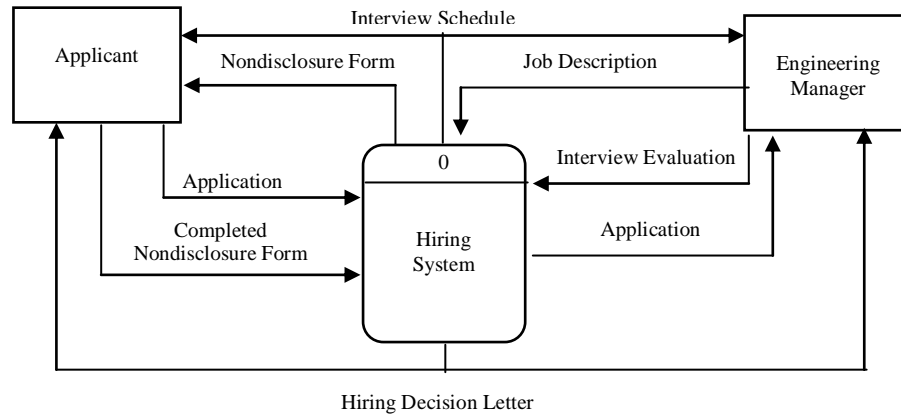 Interview Schedule
Applicant
Nondisclosure Form
Job Description
Engineering
Manager
0
Interview Evaluation
Application
Completed
Nondisclosure Form
Hiring
System
Application
Hiring Decision Letter